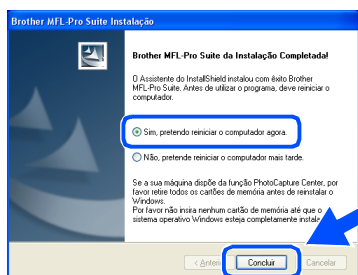 Brother MFL-Pro Suite Instalação
Brother MFL-Pro Suite da Instalação Completada!
O Assistente do InstallShield instalou com êxito Brother
MFL-Pro Suite. Antes de utilizar o programa, deve reiniciar o
computador.
Sim, pretendo reiniciar o computador agora.
Não, pretende reiniciar o computador mais tarde.
Se a sua máquina dispõe da função PhotoCapture Center, por
favor retire todos os cartões de memória antes de reinstalar o
Windows.
Por favor não insira nenhum cartão de memória até que o
sistema operativo Windows esteja completamente instala
< Anteri Concluir Cancelar